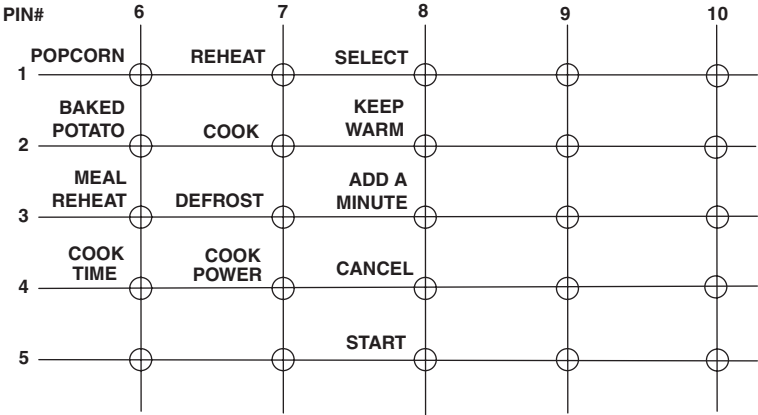 PIN# 6 7 8 9 10
POPCORN REHEAT SELECT
1
BAKED KEEP
POTATO COOK WARM
2
MEAL ADD A
REHEAT DEFROST MINUTE
3
COOK COOK
TIME POWER CANCEL
4
START
5